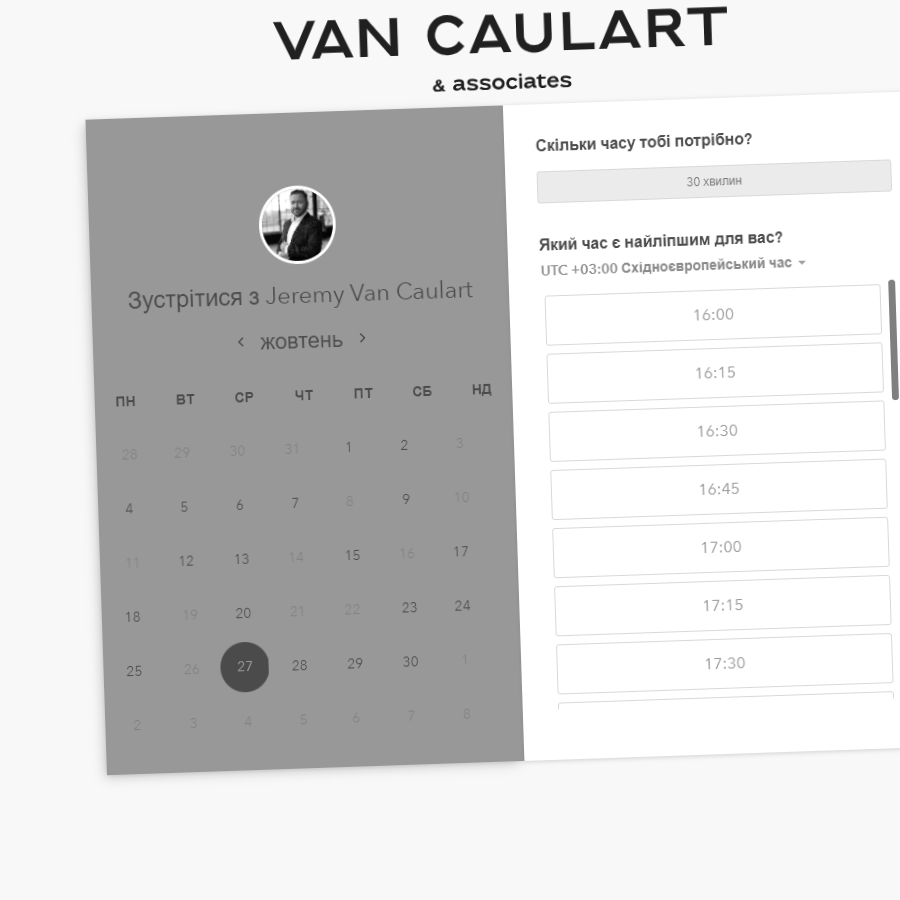 VAN CAULART
& associates
Зустрітися з Jeremy Van Caulart
жовтень
ПН ВТ СР ЧТ ПТ СБ НД
28 29 30 31 1 2 3
4 5 6 7 8 9 10
11 12 13 14 15 16 17
18 19 20 21 22 23 24
25 26 27 28 29 30 1
2 3 4 5 6 7 8
Скільки часу тобі потрібно?
30 хвилин
Який час є найліпшим для вас?
UTC +03:00 Східноєвропейський час
16:00
16:15
16:30
16:45
17:00
17:15
17:30